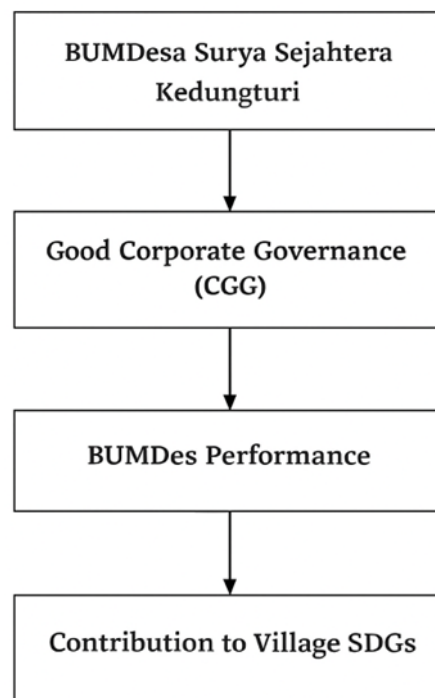 BUMDesa Surya Sejahtera
Kedungturi
Good Corporate Governance
(CGG)
BUMDes Performance
Contribution to Village SDGs